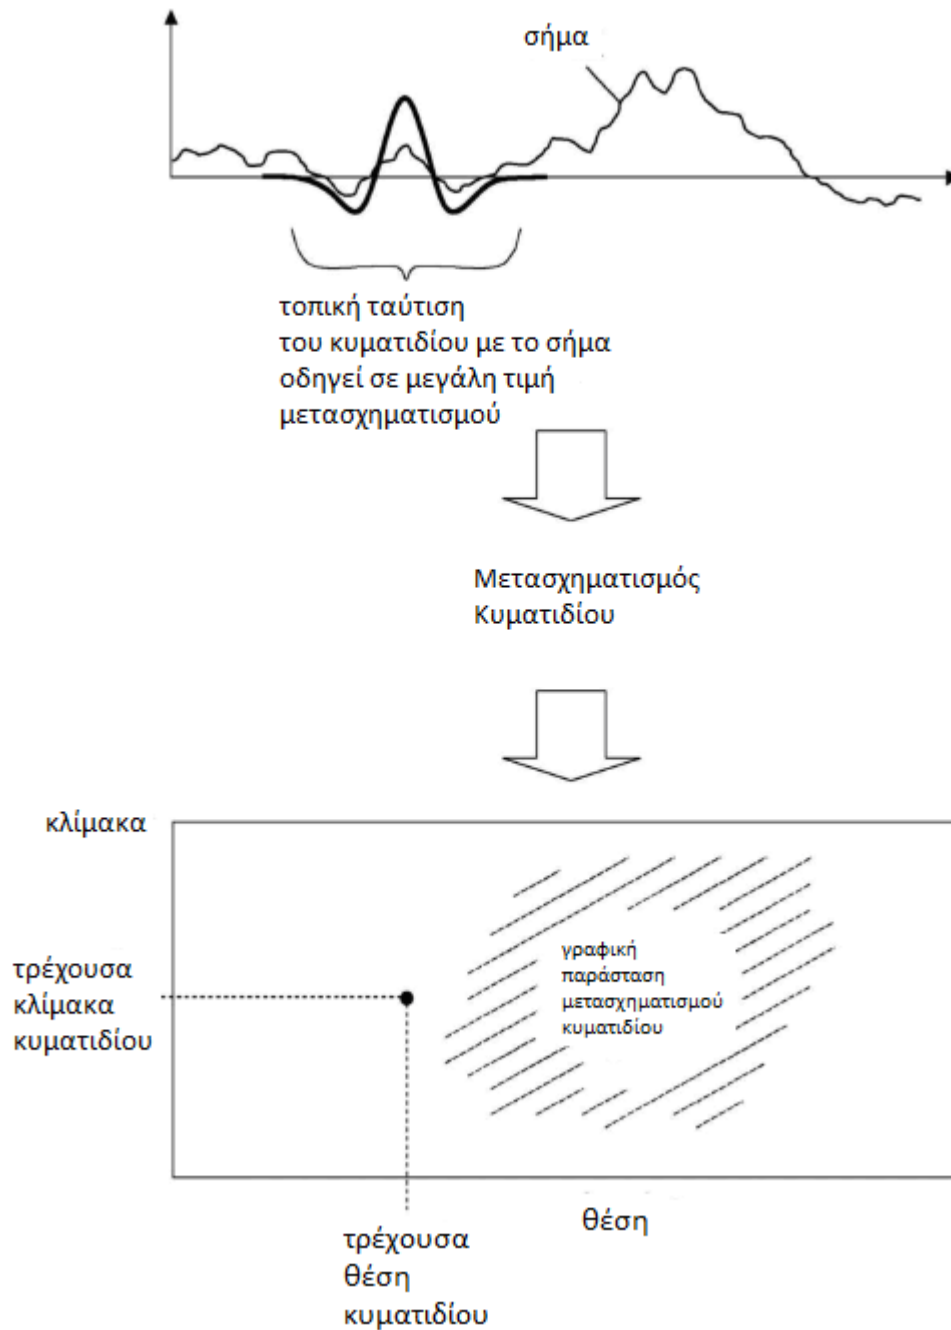 σήμα
τοπική ταύτιση
του κυματιδίου με το σήμα
οδηγεί σε μεγάλη τιμή
μετασχηματισμού
Μετασχηματισμός
Κυματιδίου
κλίμακα
τρέχουσα
κλίμακα
κυματιδίου
γραφική
παράσταση
μετασχηματισμού
κυματιδίου
θέση
τρέχουσα
θέση
κυματιδίου